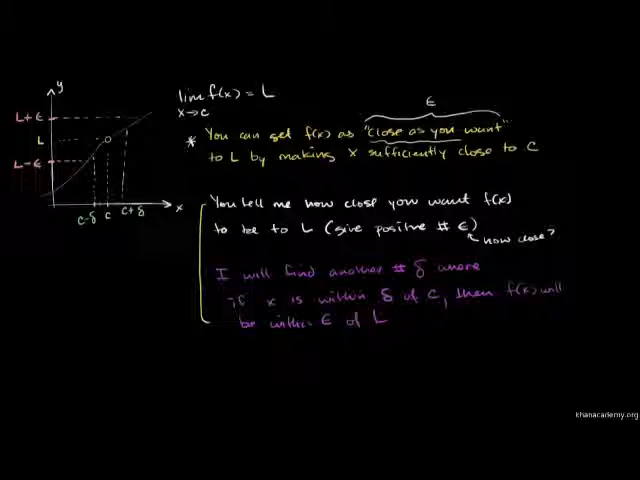 y
L+ε
L
L-ε
c-δ c c+δ x
lim f(x) = L
x→c
ε
* You can get f(x) as "close as you want"
to L by making x sufficiently close to c
You tell me how close you want f(x)
to be to L (give positive # ε)
how close?
I will find another # δ where
if x is within δ of c, then f(x) will
be within ε of L
khanacademy.org